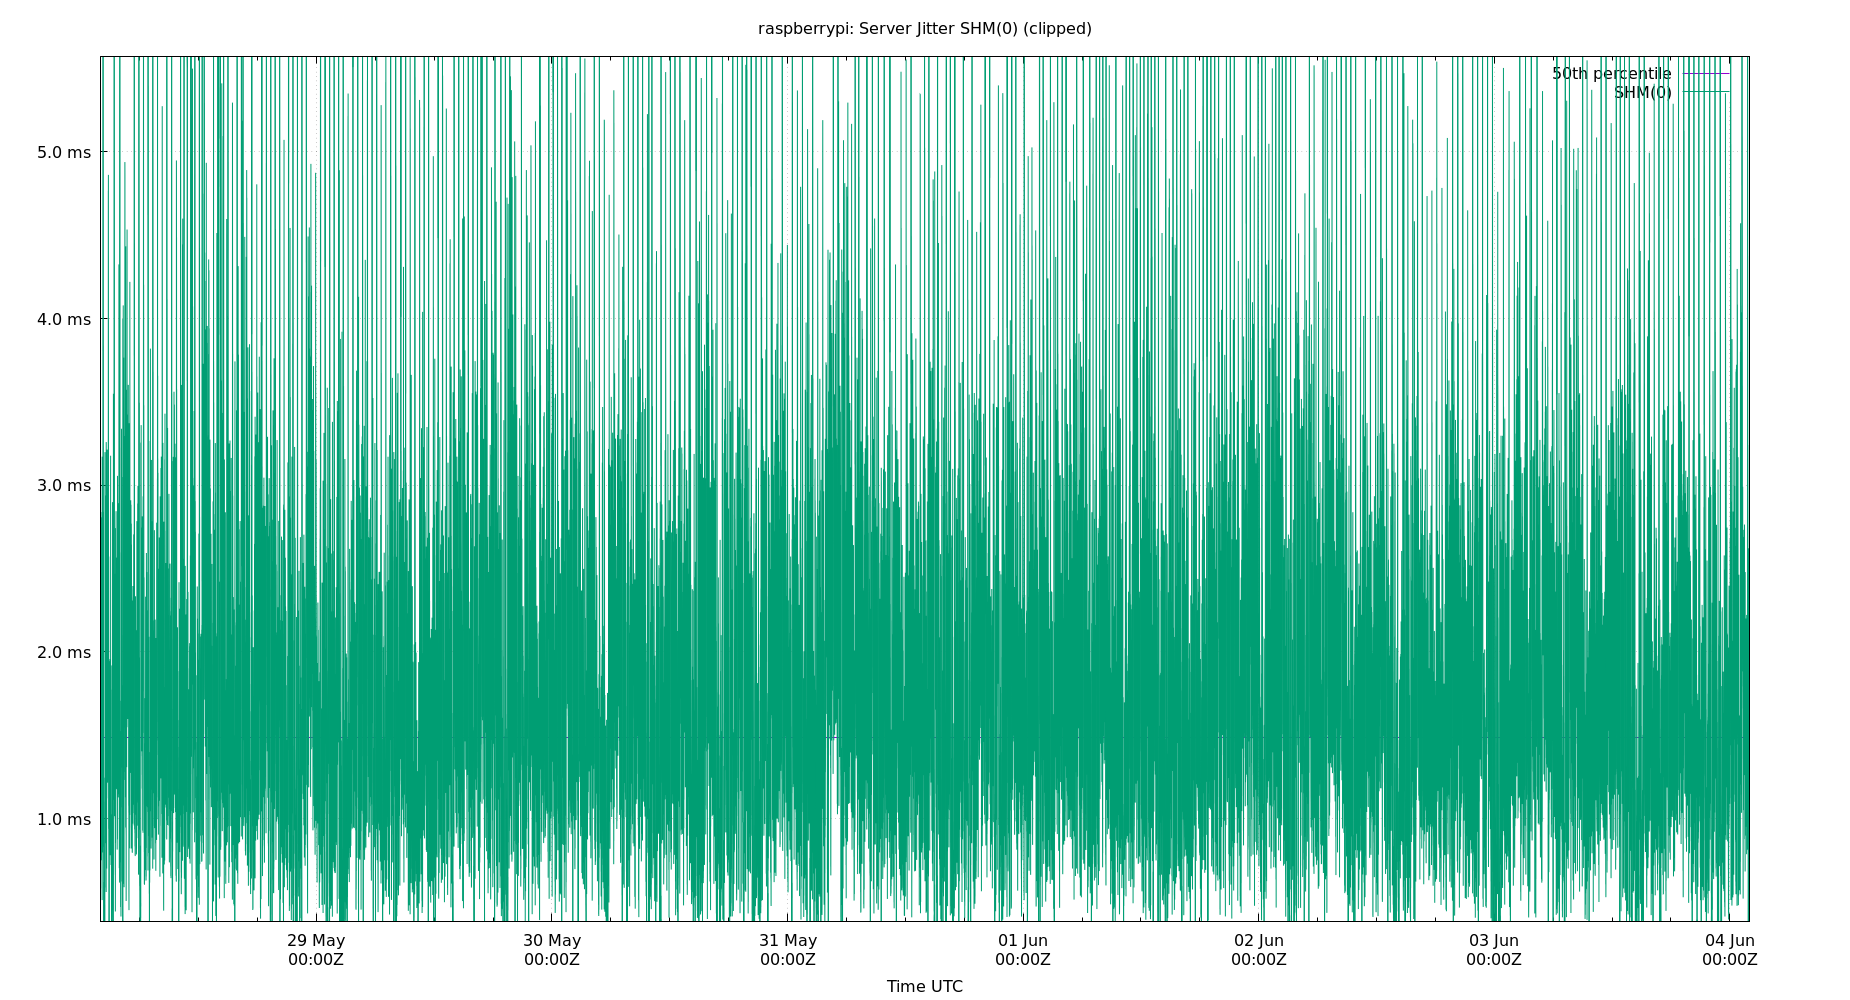 raspberrypi: Server Jitter SHM(0) (clipped)
50th percentile
SHM(0)
5.0 ms
4.0 ms
3.0 ms
2.0 ms
1.0 ms
29 May 30 May 31 May 01 Jun 02 Jun 03 Jun 04 Jun
00:00Z 00:00Z 00:00Z 00:00Z 00:00Z 00:00Z 00:00Z
Time UTC